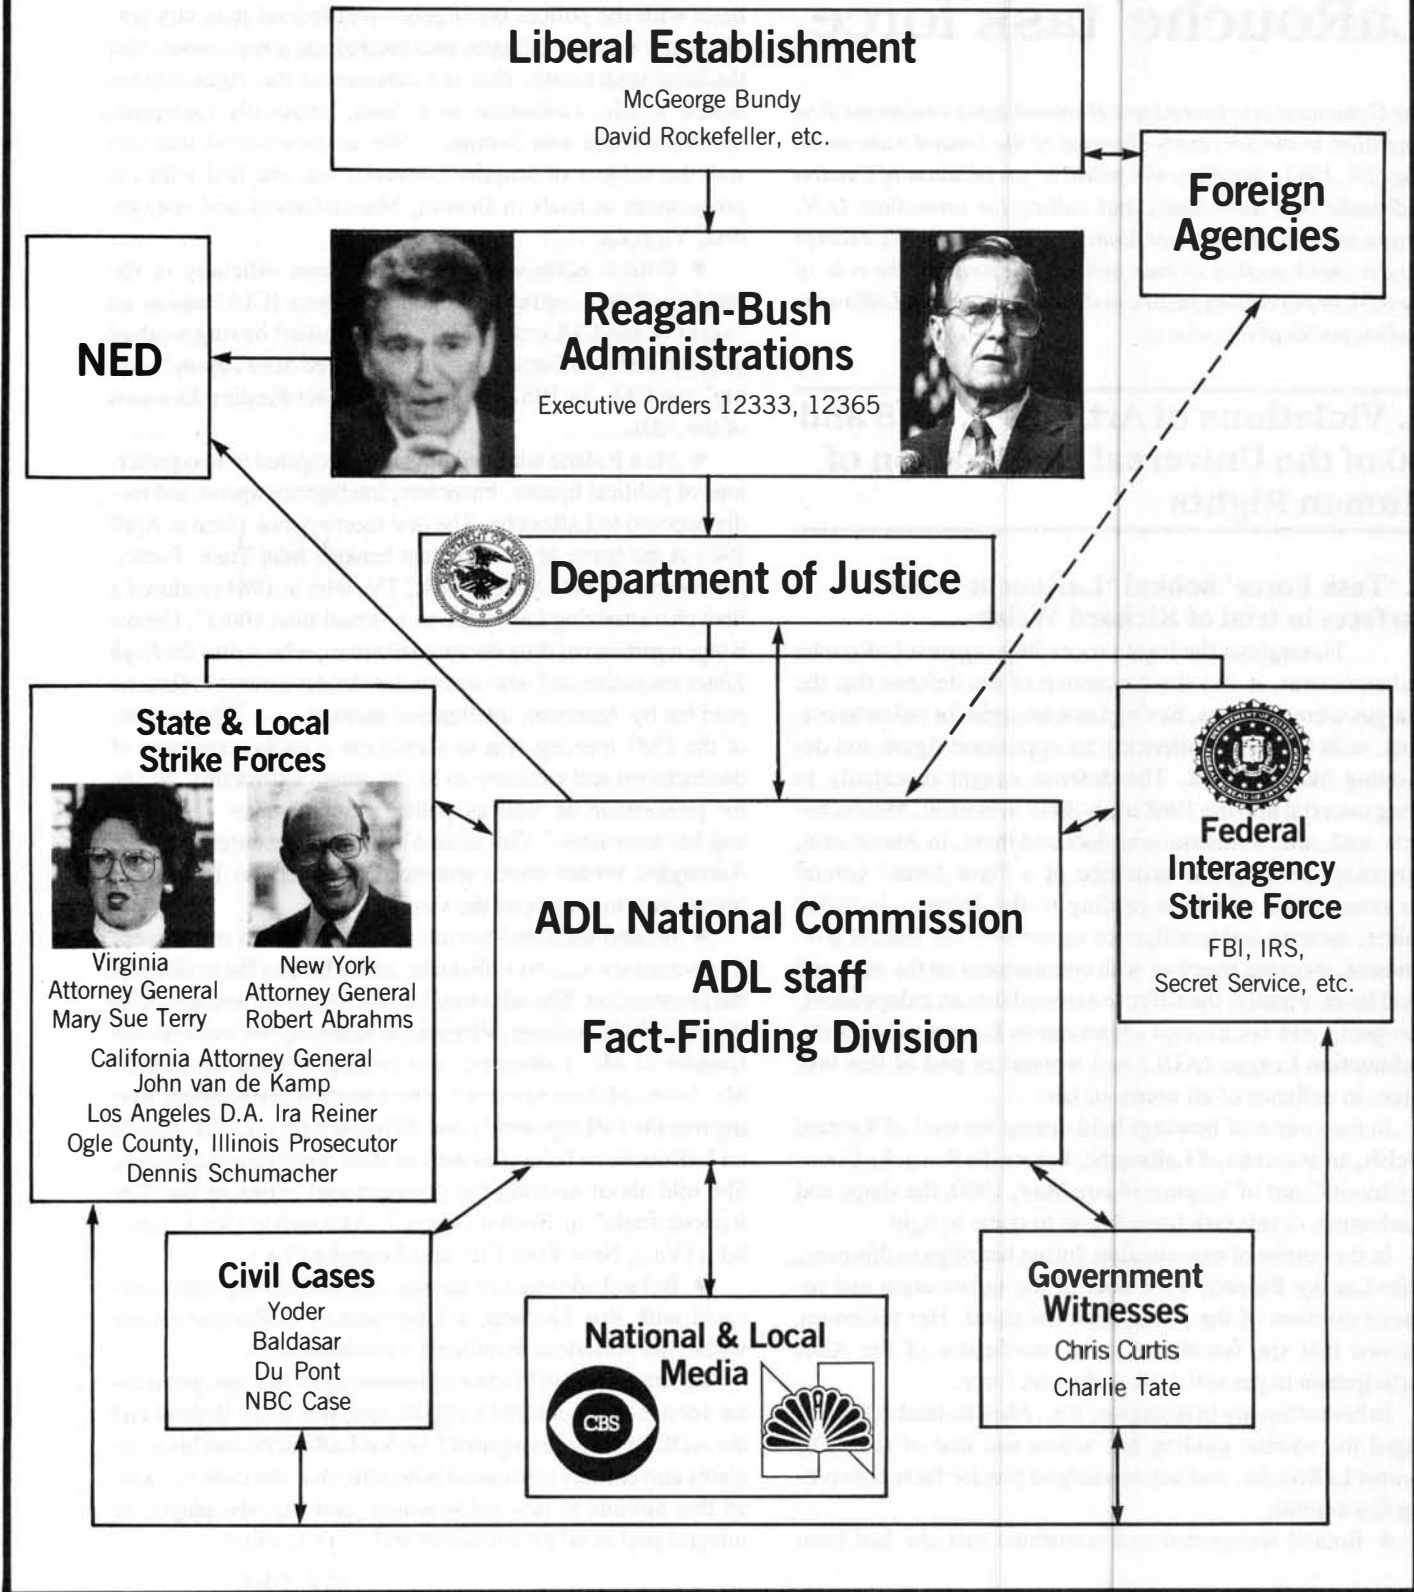 Liberal Establishment
McGeorge Bundy
David Rockefeller, etc.
Foreign
Agencies
NED
Reagan-Bush
Administrations
Executive Orders 12333, 12365
Department of Justice
State & Local
Strike Forces
Virginia
Attorney General
Mary Sue Terry
New York
Attorney General
Robert Abrahms
California Attorney General
John van de Kamp
Los Angeles D.A. Ira Reiner
Ogle County, Illinois Prosecutor
Dennis Schumacher
ADL National Commission
ADL staff
Fact-Finding Division
Federal
Interagency
Strike Force
FBI, IRS,
Secret Service, etc.
Civil Cases
Yoder
Baldasar
Du Pont
NBC Case
National & Local
Media
CBS
Government
Witnesses
Chris Curtis
Charlie Tate